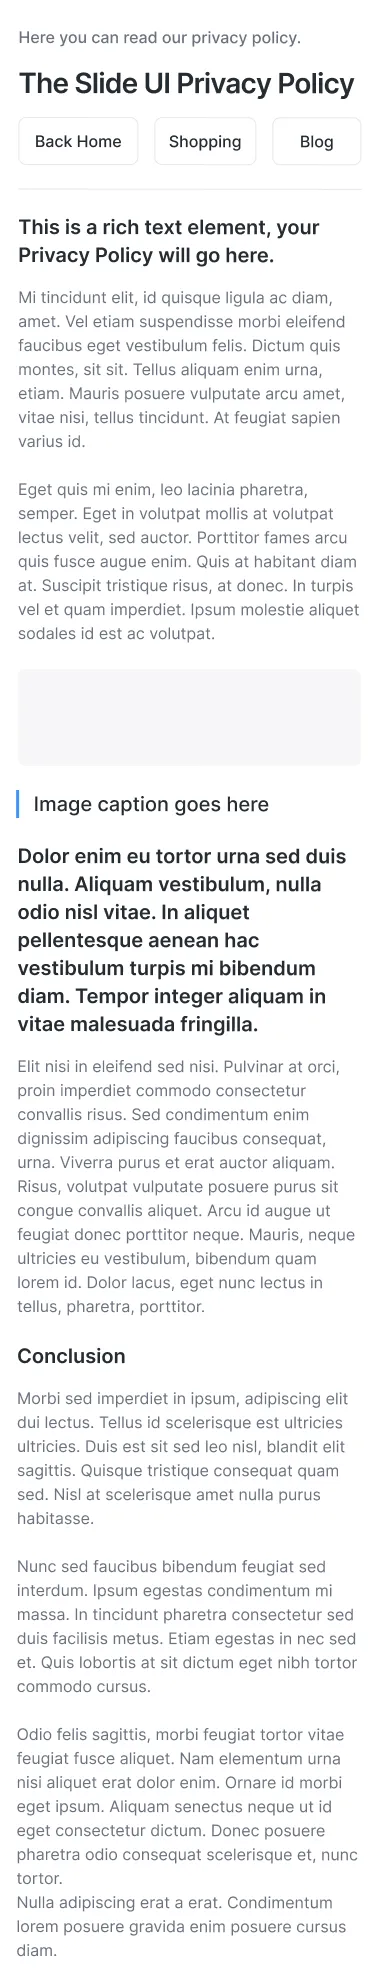 Here you can read our privacy policy.
The Slide UI Privacy Policy
Back Home
Shopping
Blog
This is a rich text element, your
Privacy Policy will go here.
Mi tincidunt elit, id quisque ligula ac diam,
amet. Vel etiam suspendisse morbi eleifend
faucibus eget vestibulum felis. Dictum quis
montes, sit sit. Tellus aliquam enim urna,
etiam. Mauris posuere vulputate arcu amet,
vitae nisi, tellus tincidunt. At feugiat sapien
varius id.
Eget quis mi enim, leo lacinia pharetra,
semper. Eget in volutpat mollis at volutpat
lectus velit, sed auctor. Porttitor fames arcu
quis fusce augue enim. Quis at habitant diam
at. Suscipit tristique risus, at donec. In turpis
vel et quam imperdiet. Ipsum molestie aliquet
sodales id est ac volutpat.
Image caption goes here
Dolor enim eu tortor urna sed duis
nulla. Aliquam vestibulum, nulla
odio nisl vitae. In aliquet
pellentesque aenean hac
vestibulum turpis mi bibendum
diam. Tempor integer aliquam in
vitae malesuada fringilla.
Elit nisi in eleifend sed nisi. Pulvinar at orci,
proin imperdiet commodo consectetur
convallis risus. Sed condimentum enim
dignissim adipiscing faucibus consequat,
urna. Viverra purus et erat auctor aliquam.
Risus, volutpat vulputate posuere purus sit
congue convallis aliquet. Arcu id augue ut
feugiat donec porttitor neque. Mauris, neque
ultricies eu vestibulum, bibendum quam
lorem id. Dolor lacus, eget nunc lectus in
tellus, pharetra, porttitor.
Conclusion
Morbi sed imperdiet in ipsum, adipiscing elit
dui lectus. Tellus id scelerisque est ultricies
ultricies. Duis est sit sed leo nisl, blandit elit
sagittis. Quisque tristique consequat quam
sed. Nisl at scelerisque amet nulla purus
habitasse.
Nunc sed faucibus bibendum feugiat sed
interdum. Ipsum egestas condimentum mi
massa. In tincidunt pharetra consectetur sed
duis facilisis metus. Etiam egestas in nec sed
et. Quis lobortis at sit dictum eget nibh tortor
commodo cursus.
Odio felis sagittis, morbi feugiat tortor vitae
feugiat fusce aliquet. Nam elementum urna
nisi aliquet erat dolor enim. Ornare id morbi
eget ipsum. Aliquam senectus neque ut id
eget consectetur dictum. Donec posuere
pharetra odio consequat scelerisque et, nunc
tortor.
Nulla adipiscing erat a erat. Condimentum
lorem posuere gravida enim posuere cursus
diam.